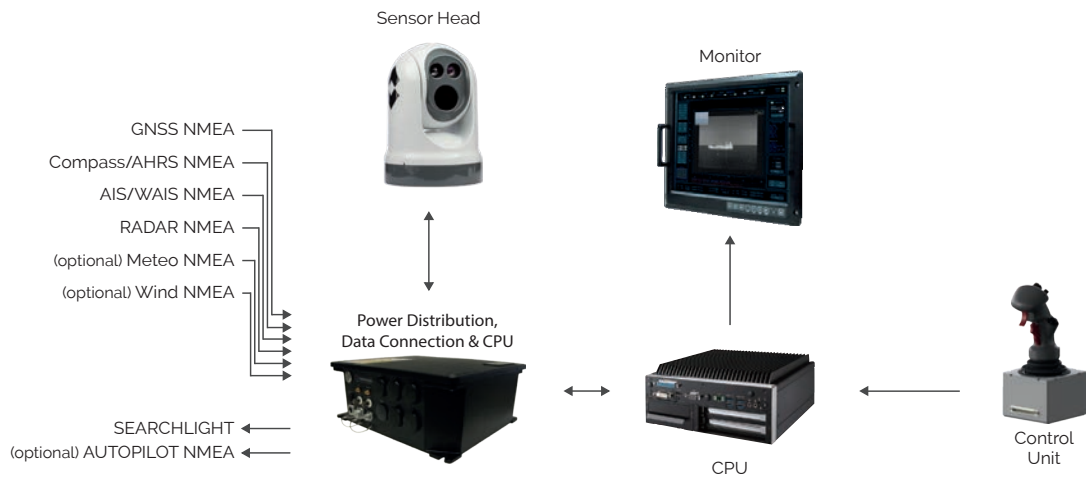 Sensor Head
Monitor
GNSS NMEA
Compass/AHRS NMEA
AIS/WAIS NMEA
RADAR NMEA
(optional) Meteo NMEA
(optional) Wind NMEA
Power Distribution,
Data Connection & CPU
SEARCHLIGHT
(optional) AUTOPILOT NMEA
CPU
Control
Unit